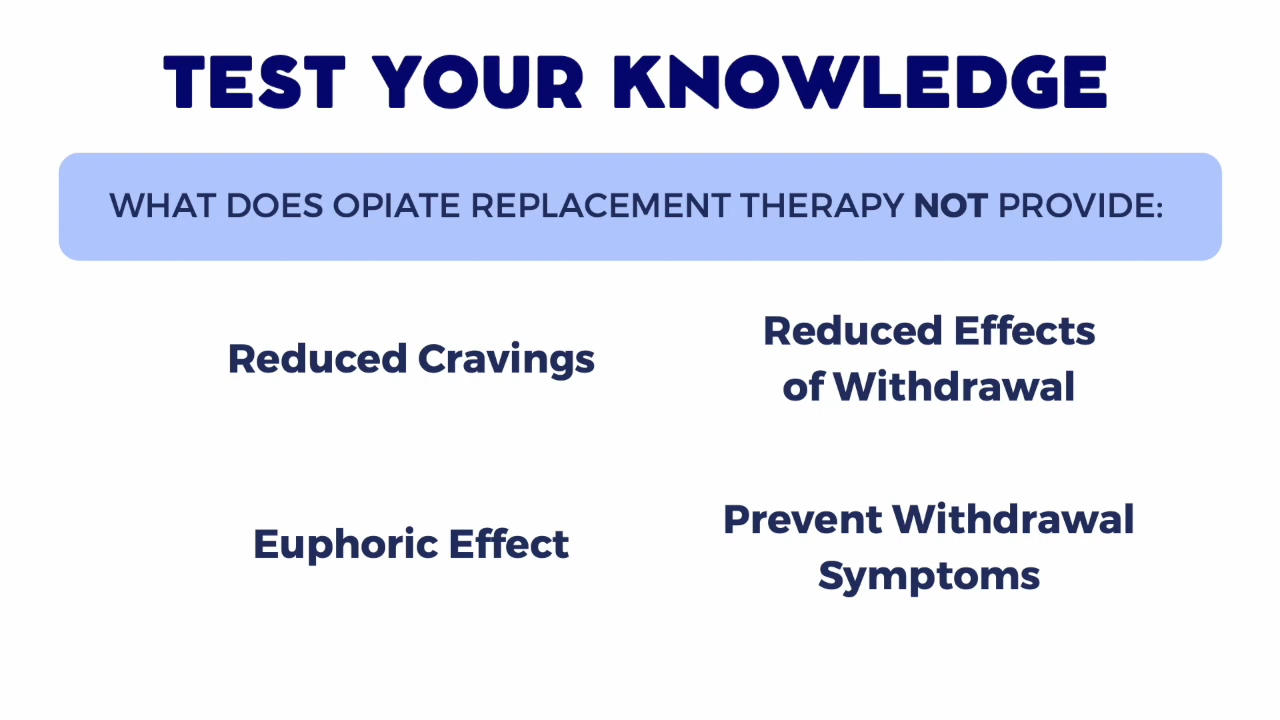 TEST YOUR KNOWLEDGE
WHAT DOES OPIATE REPLACEMENT THERAPY NOT PROVIDE:
Reduced Cravings
Reduced Effects
of Withdrawal
Euphoric Effect
Prevent Withdrawal
Symptoms